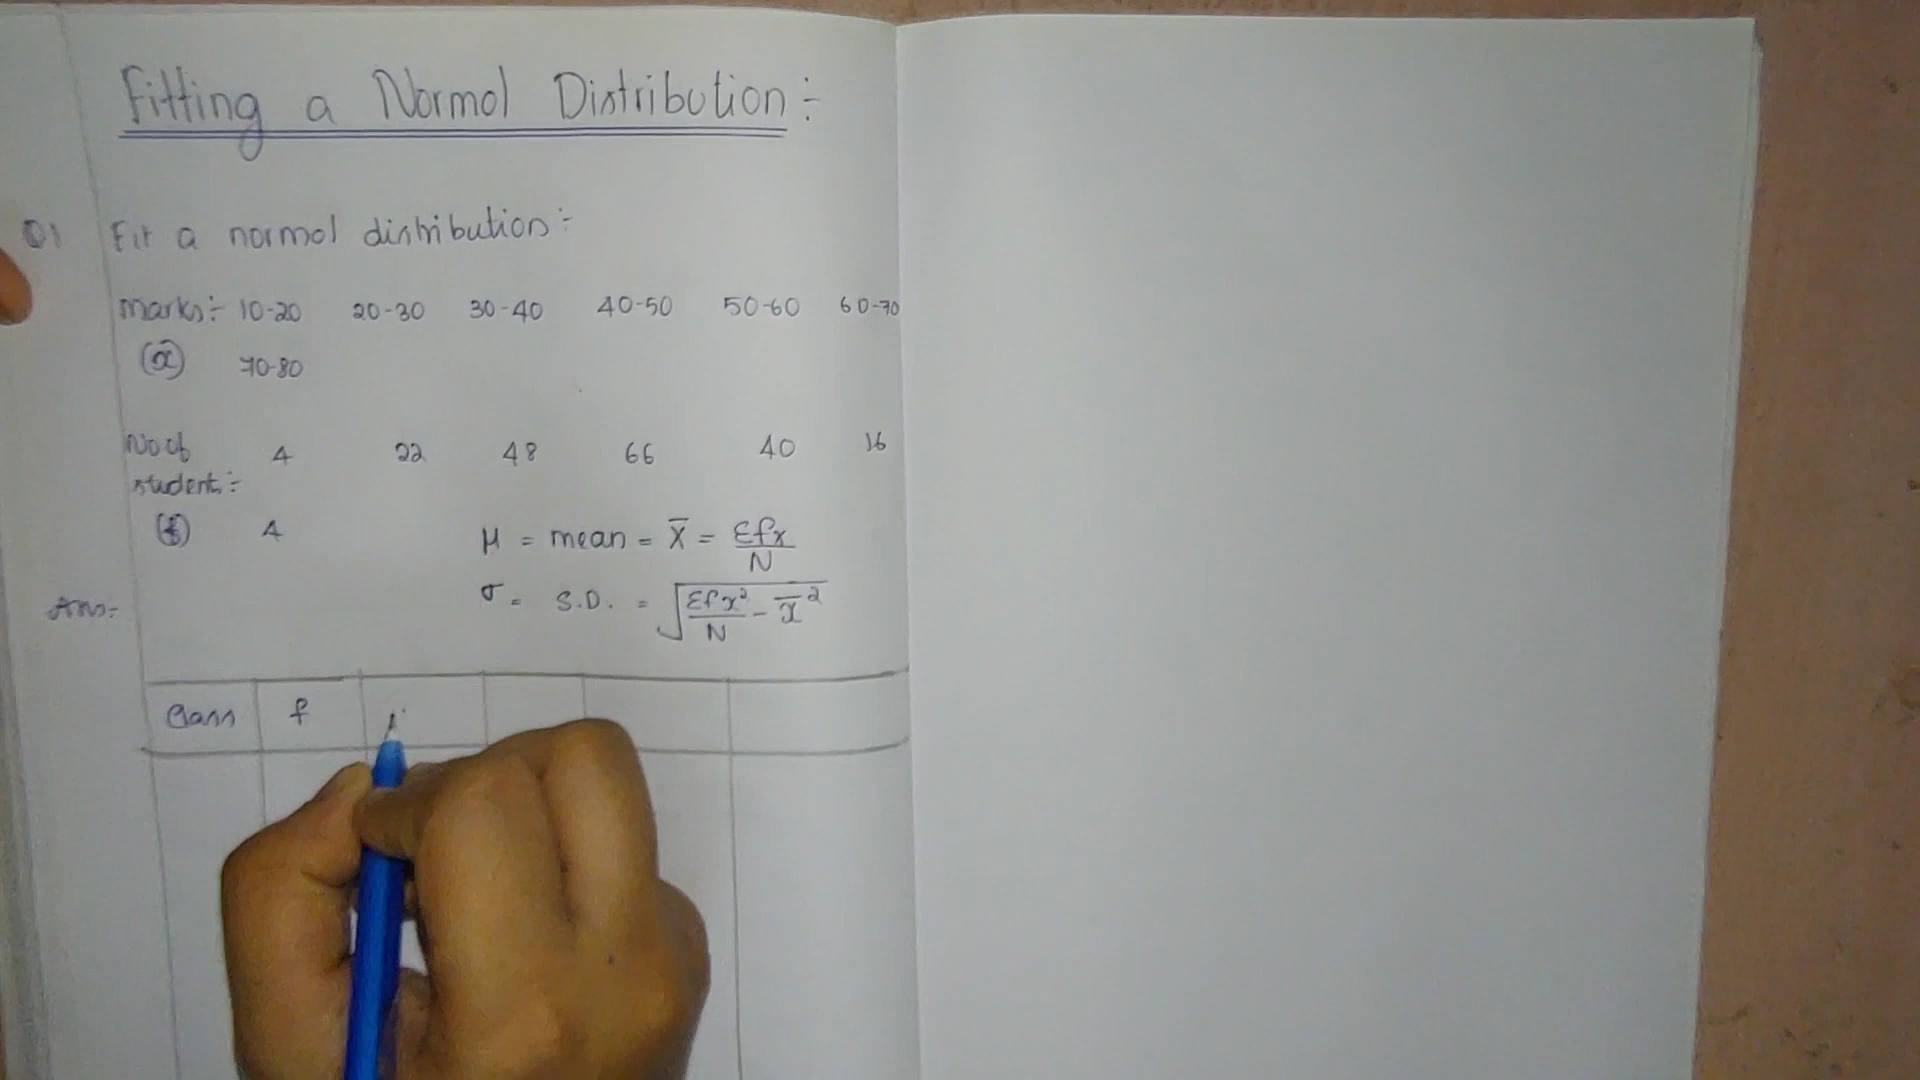 Fitting a Normal Distribution :-
Q1 Fit a normal distribution :-
Marks :- 10-20 20-30 30-40 40-50 50-60 60-70
(x) 70-80
No of 4 22 48 66 40 16
student :-
(f) 4
μ = mean = X̅ = Σfx/N
σ = S.D. = √(Σfx²/N - x̅²)
Ans :-
Class f